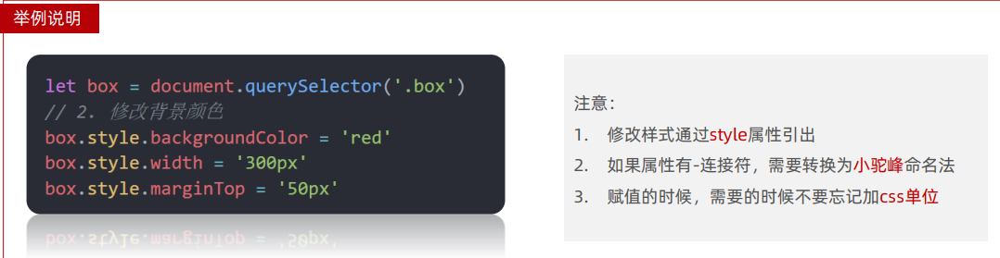 举例说明
let box = document.querySelector('.box')
// 2. 修改背景颜色
box.style.backgroundColor = 'red'
box.style.width = '300px'
box.style.marginTop = '50px'
注意：
1. 修改样式通过style属性引出
2. 如果属性有-连接符，需要转换为小驼峰命名法
3. 赋值的时候，需要的时候不要忘记加css单位